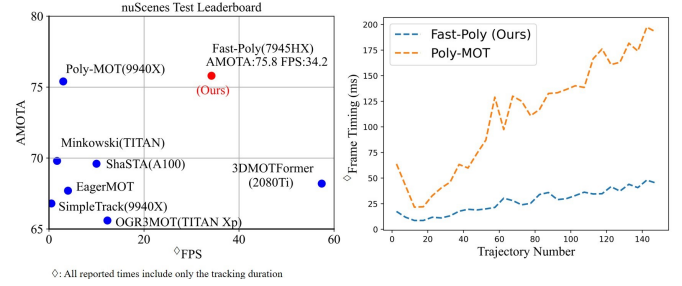 nuScenes Test Leaderboard
80
75
70
65
AMOTA
Poly-MOT(9940X)
Fast-Poly(7945HX)
AMOTA:75.8 FPS:34.2
(Ours)
Minkowski(TITAN)
ShaSTA(A100)
3DMOTFormer
(2080Ti)
EagerMOT
SimpleTrack(9940X)
OGR3MOT(TITAN Xp)
0
20
40
60
◇FPS
◇: All reported times include only the tracking duration
200
175
150
125
100
75
50
25
0
◇Frame Timing (ms)
Fast-Poly (Ours)
Poly-MOT
0
20
40
60
80
100
120
140
Trajectory Number